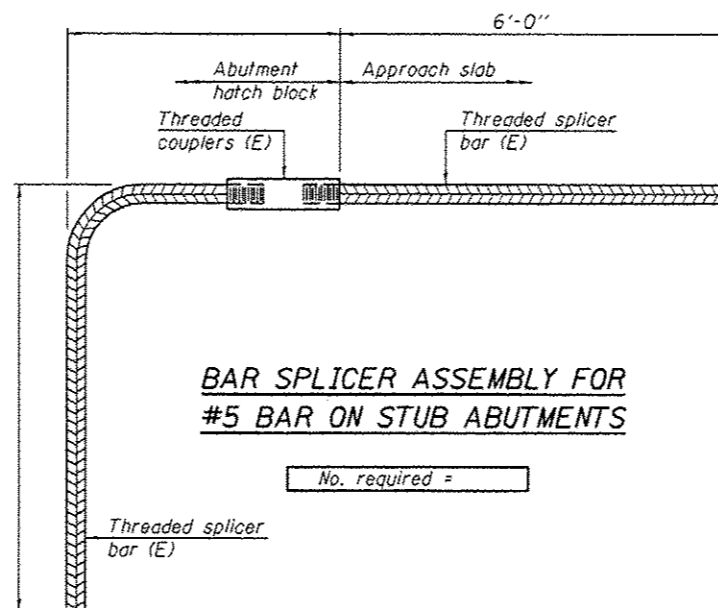 6'-0"
Abutment
hatch block
Approach slab
Threaded
couplers (E)
Threaded splicer
bar (E)
BAR SPLICER ASSEMBLY FOR
#5 BAR ON STUB ABUTMENTS
No. required =
Threaded splicer
bar (E)